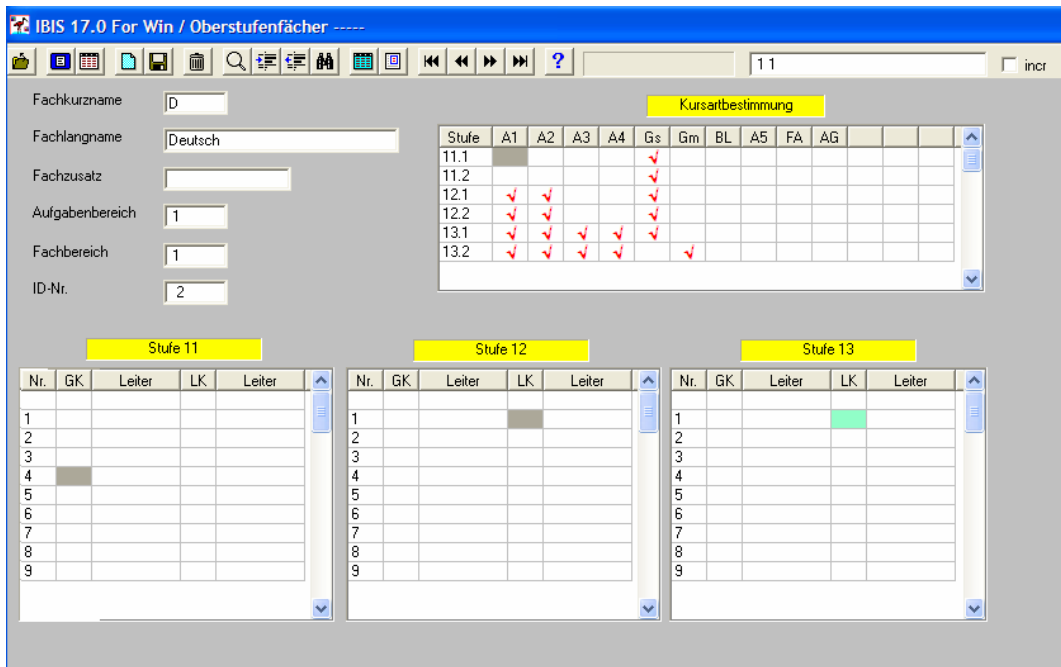 IBIS 17.0 For Win / Oberstufenfächer -----
? 1 1 incr
Fachkurzname D
Fachlangname Deutsch
Fachzusatz
Aufgabenbereich 1
Fachbereich 1
ID-Nr. 2
Kursartbestimmung
Stufe A1 A2 A3 A4 Gs Gm BL A5 FA AG
11.1 √
11.2 √
12.1 √ √ √
12.2 √ √ √
13.1 √ √ √ √ √
13.2 √ √ √ √ √
Stufe 11
Nr. GK Leiter LK Leiter
1
2
3
4
5
6
7
8
9
Stufe 12
Nr. GK Leiter LK Leiter
1
2
3
4
5
6
7
8
9
Stufe 13
Nr. GK Leiter LK Leiter
1
2
3
4
5
6
7
8
9